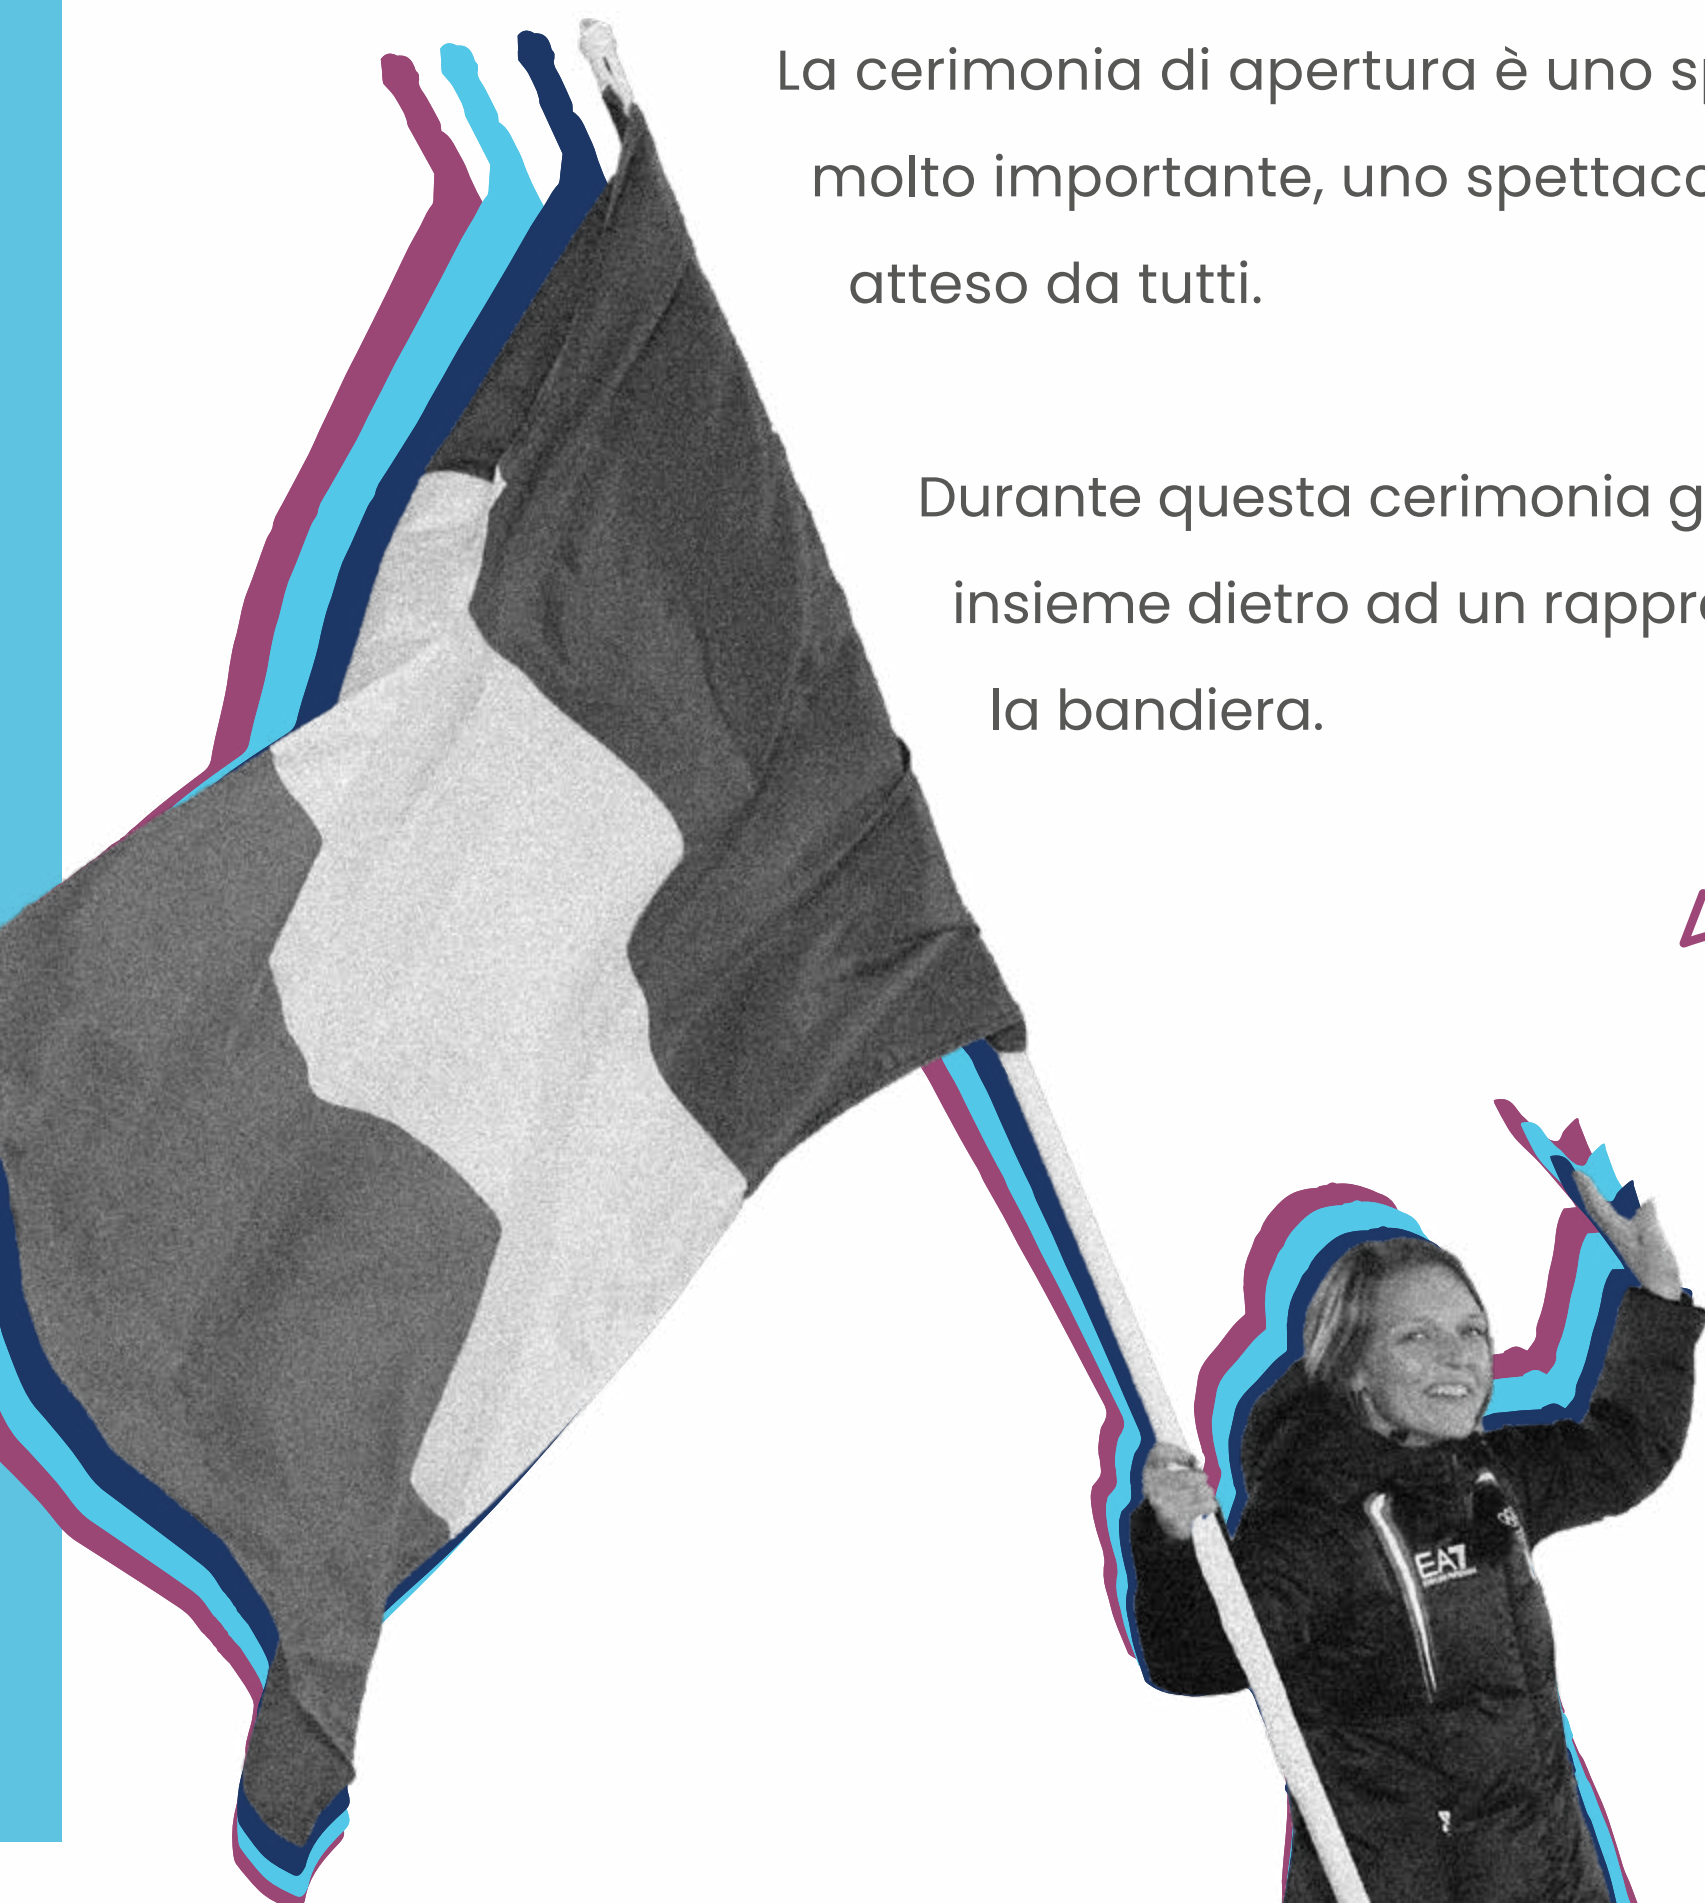 La cerimonia di apertura è uno
molto importante, uno
atteso da tutti.
Durante questa cerimonia
insieme dietro ad un
la bandiera.
EA7